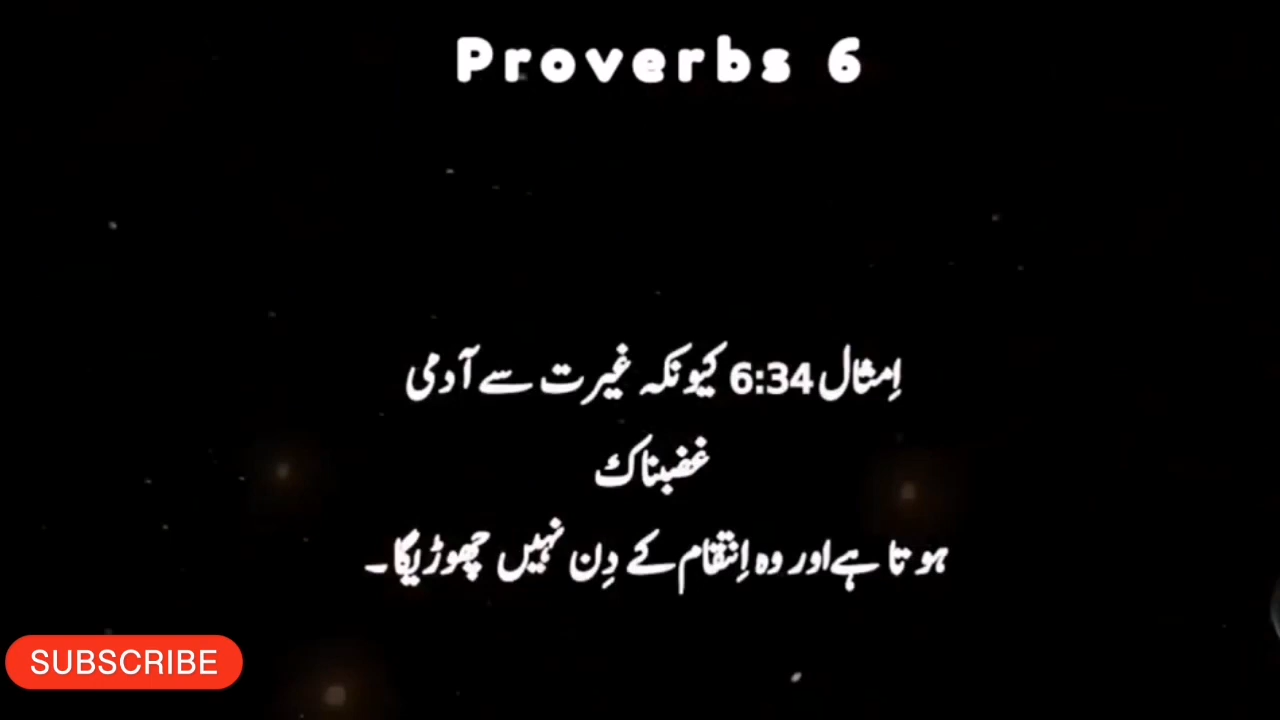 Proverbs 6
اِمثال 6:34 کیونکہ غیرت سے آدمی
غضبناک
ہوتا ہے اور وہ اِنتقام کے دِن نہیں چھوڑیگا۔
SUBSCRIBE